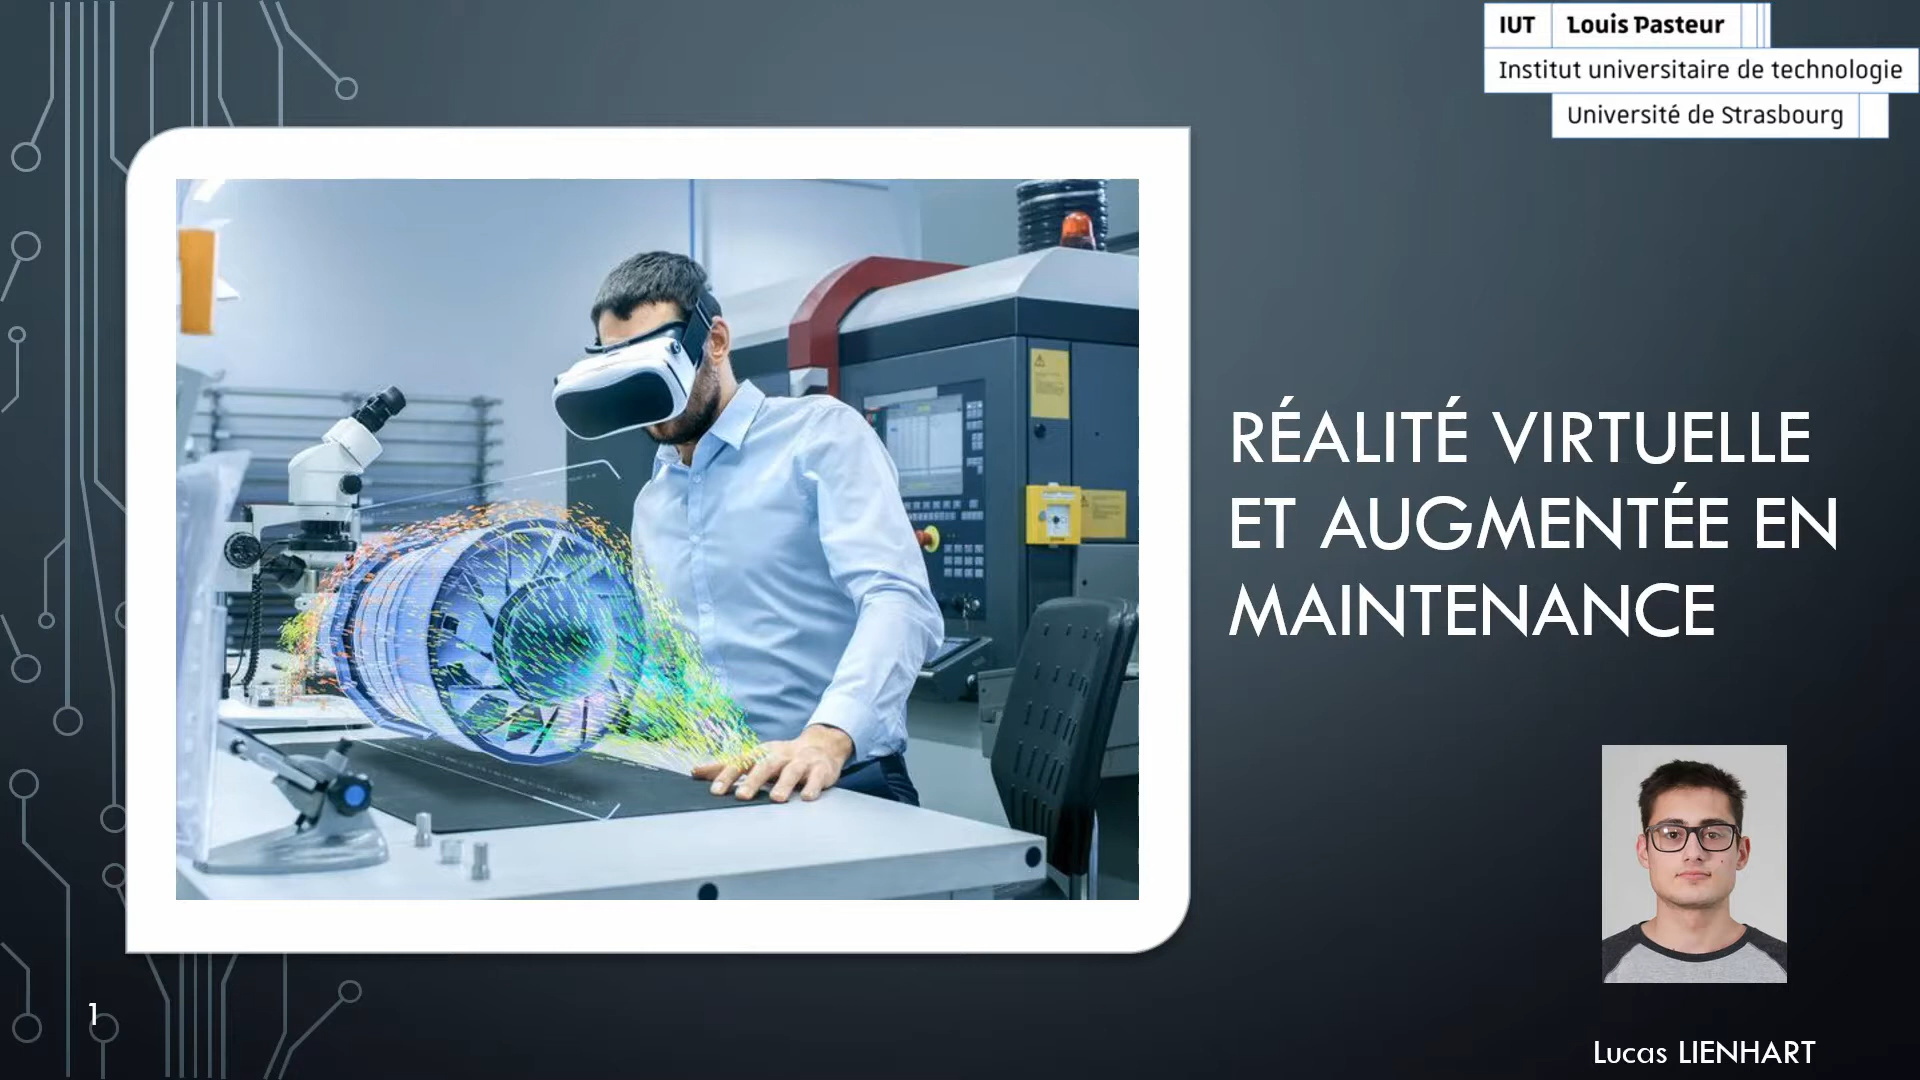 IUT Louis Pasteur
Institut universitaire de technologie
Université de Strasbourg
RÉALITÉ VIRTUELLE
ET AUGMENTÉE EN
MAINTENANCE
1
Lucas LIENHART